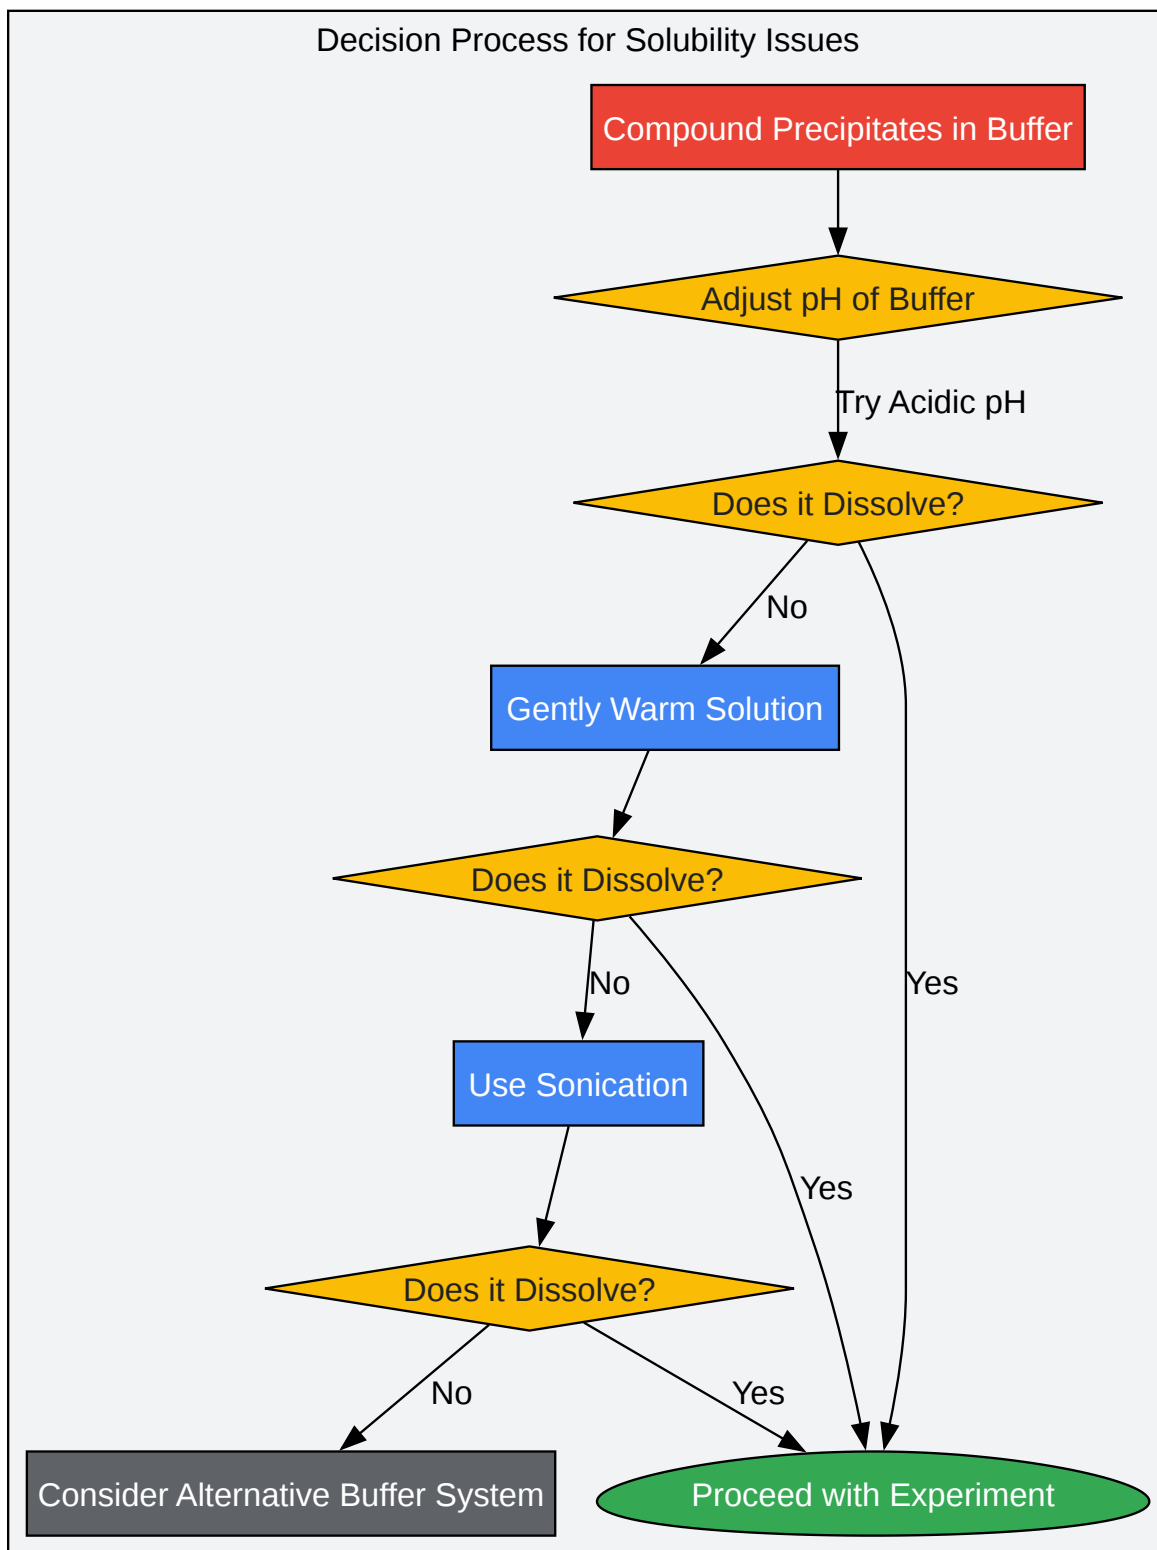 Decision Process for Solubility Issues
Compound Precipitates in Buffer
Adjust pH of Buffer
Try Acidic pH
Does it Dissolve?
No
Gently Warm Solution
Does it Dissolve?
No
Yes
Use Sonication
Yes
Does it Dissolve?
No
Yes
Consider Alternative Buffer System
Proceed with Experiment